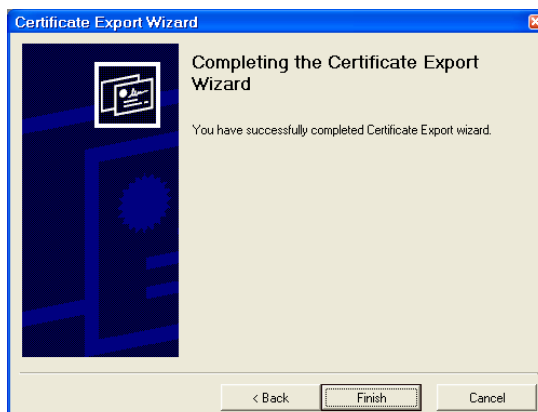 Certificate Export Wizard
Completing the Certificate Export
Wizard
You have successfully completed Certificate Export wizard.
< Back
Finish
Cancel